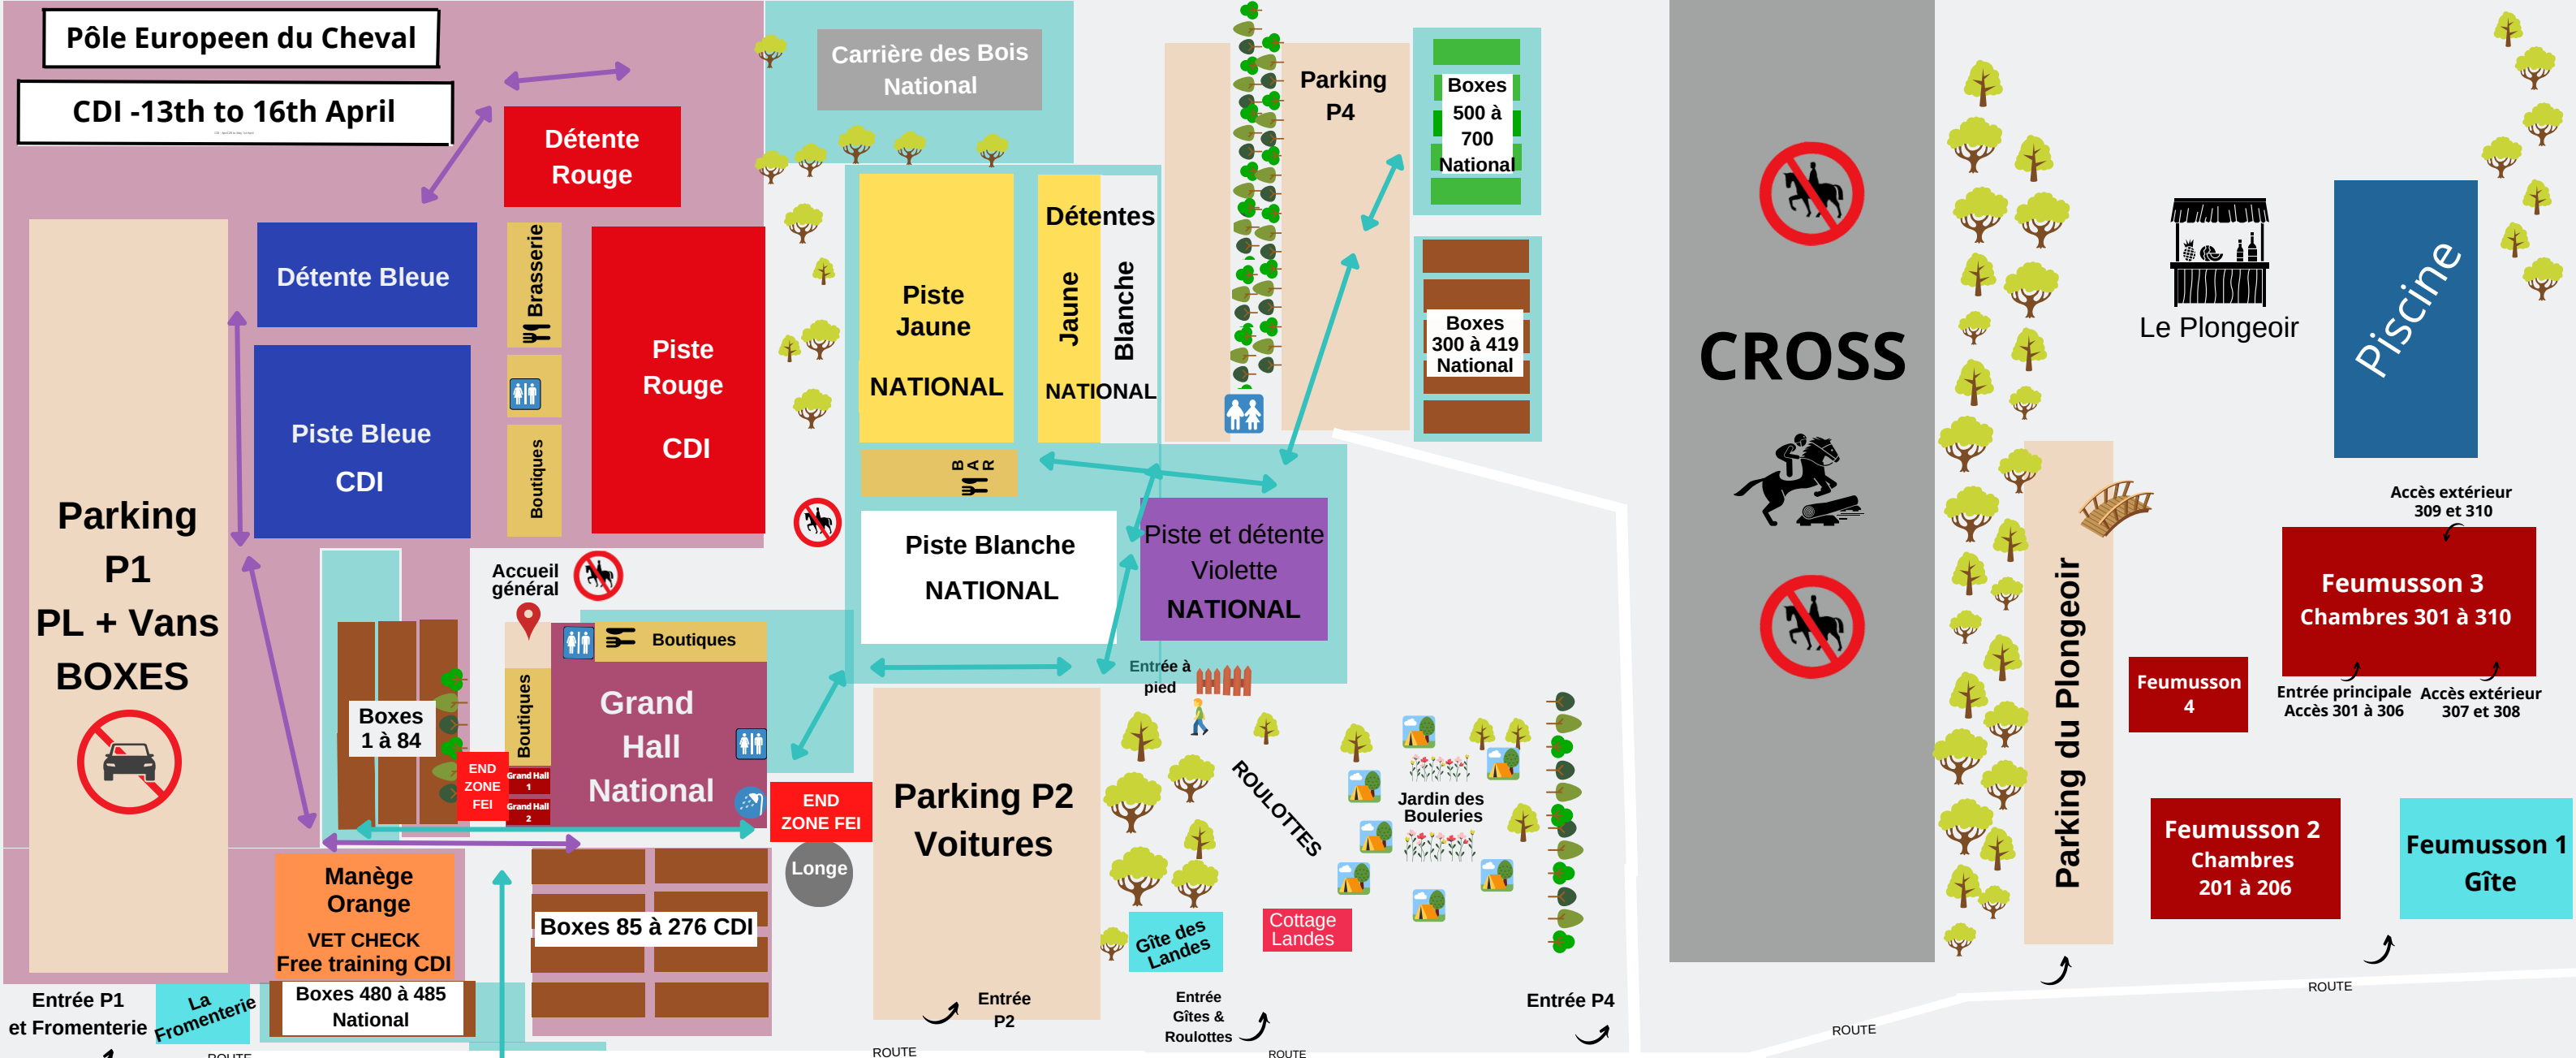 Pôle Europeen du Cheval
CDI -13th to 16th April
Détente
Rouge
Carrière des Bois
National
Parking
P4
Boxes
500 à
700
National
Détente Bleue
Brasserie
Piste
Rouge
CDI
Piste
Jaune
NATIONAL
Détentes
Jaune
Blanche
NATIONAL
Boxes
300 à 419
National
Piste Bleue
CDI
Boutiques
BAR
Parking
P1
PL + Vans
BOXES
Accueil
général
Piste Blanche
NATIONAL
Piste et détente
Violette
NATIONAL
Boutiques
Boutiques
Grand
Hall
National
Boxes
1 à 84
END
ZONE
FEI
Grand Hall
1
Grand Hall
2
END
ZONE FEI
Longe
Entrée à
pied
Parking P2
Voitures
ROULOTTES
Jardin des
Bouleries
Manège
Orange
VET CHECK
Free training CDI
Boxes 85 à 276 CDI
Gîte des
Landes
Cottage
Landes
Boxes 480 à 485
National
Entrée P1
et Fromenterie
La
Fromenterie
Entrée
P2
Entrée
Gîtes &
Roulottes
Entrée P4
ROUTE
ROUTE
ROUTE
CROSS
Le Plongeoir
Piscine
Parking du Plongeoir
Accès extérieur
309 et 310
Feumusson 3
Chambres 301 à 310
Entrée principale
Accès 301 à 306
Accès extérieur
307 et 308
Feumusson
4
Feumusson 2
Chambres
201 à 206
Feumusson 1
Gîte
ROUTE
ROUTE